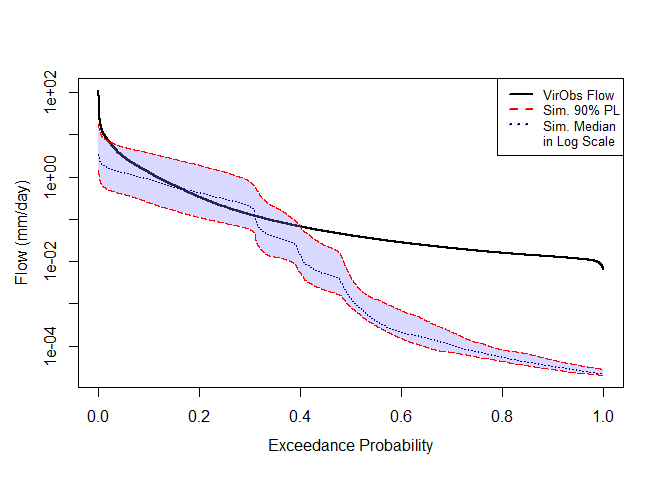 1e+02
1e+00
1e-02
1e-04
Flow (mm/day)
VirObs Flow
Sim. 90% PL
Sim. Median
in Log Scale
0.0 0.2 0.4 0.6 0.8 1.0
Exceedance Probability